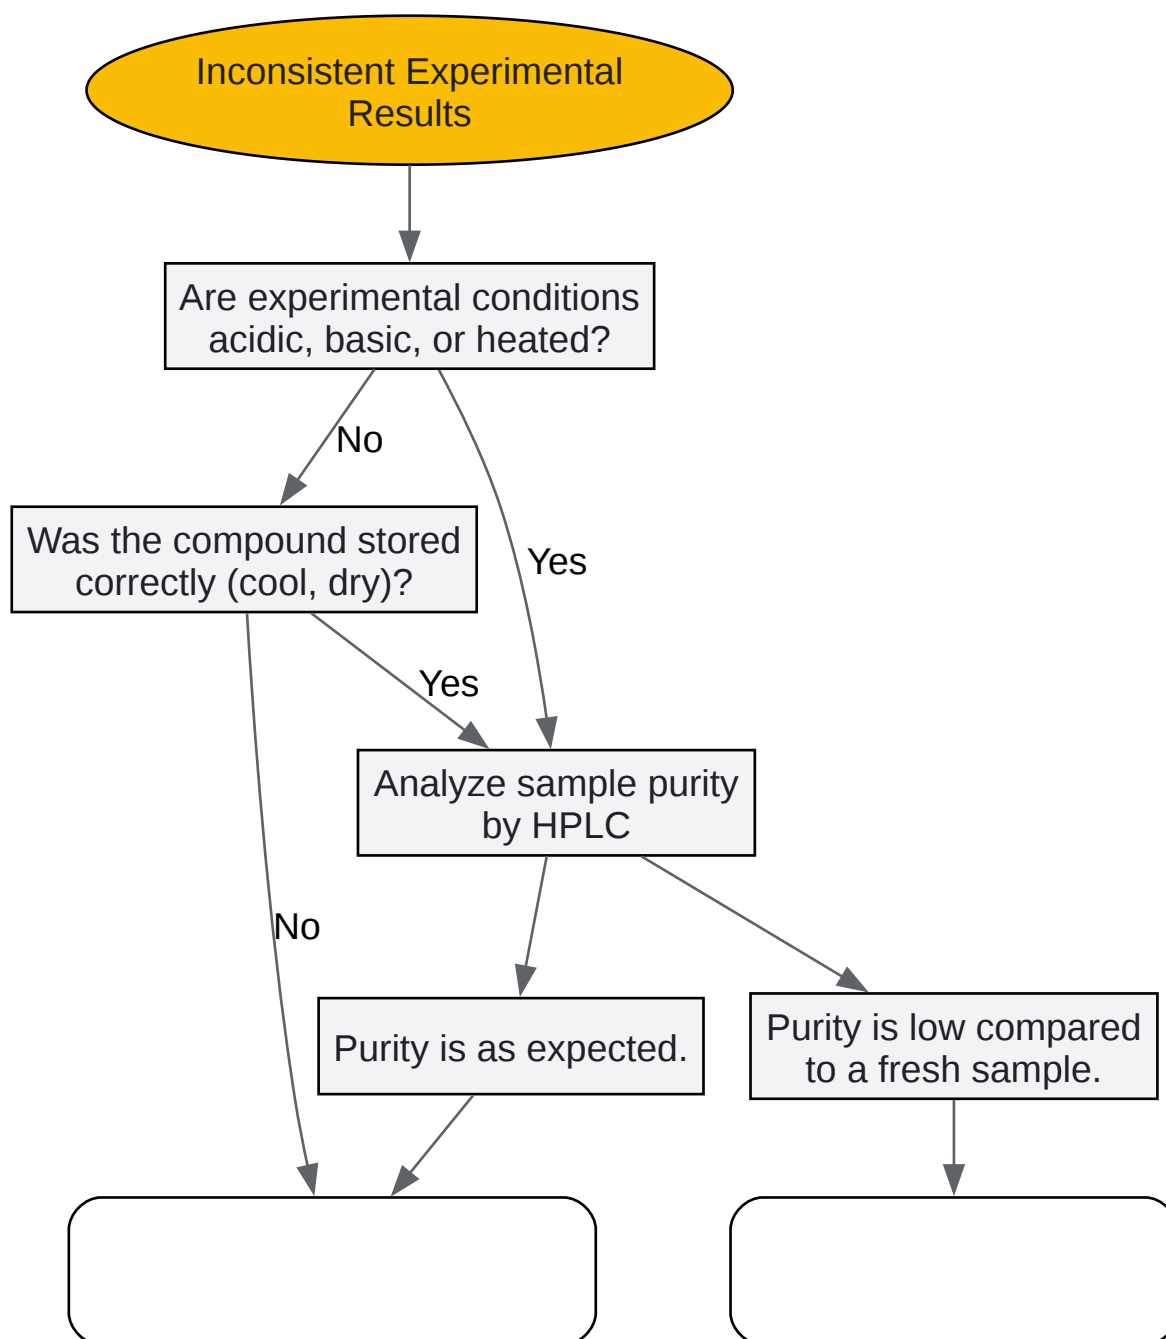 Inconsistent Experimental
Results
Are experimental conditions
acidic, basic, or heated?
No
Was the compound stored
correctly (cool, dry)?
Yes
Yes
Analyze sample purity
by HPLC
No
Purity is as expected.
Purity is low compared
to a fresh sample.